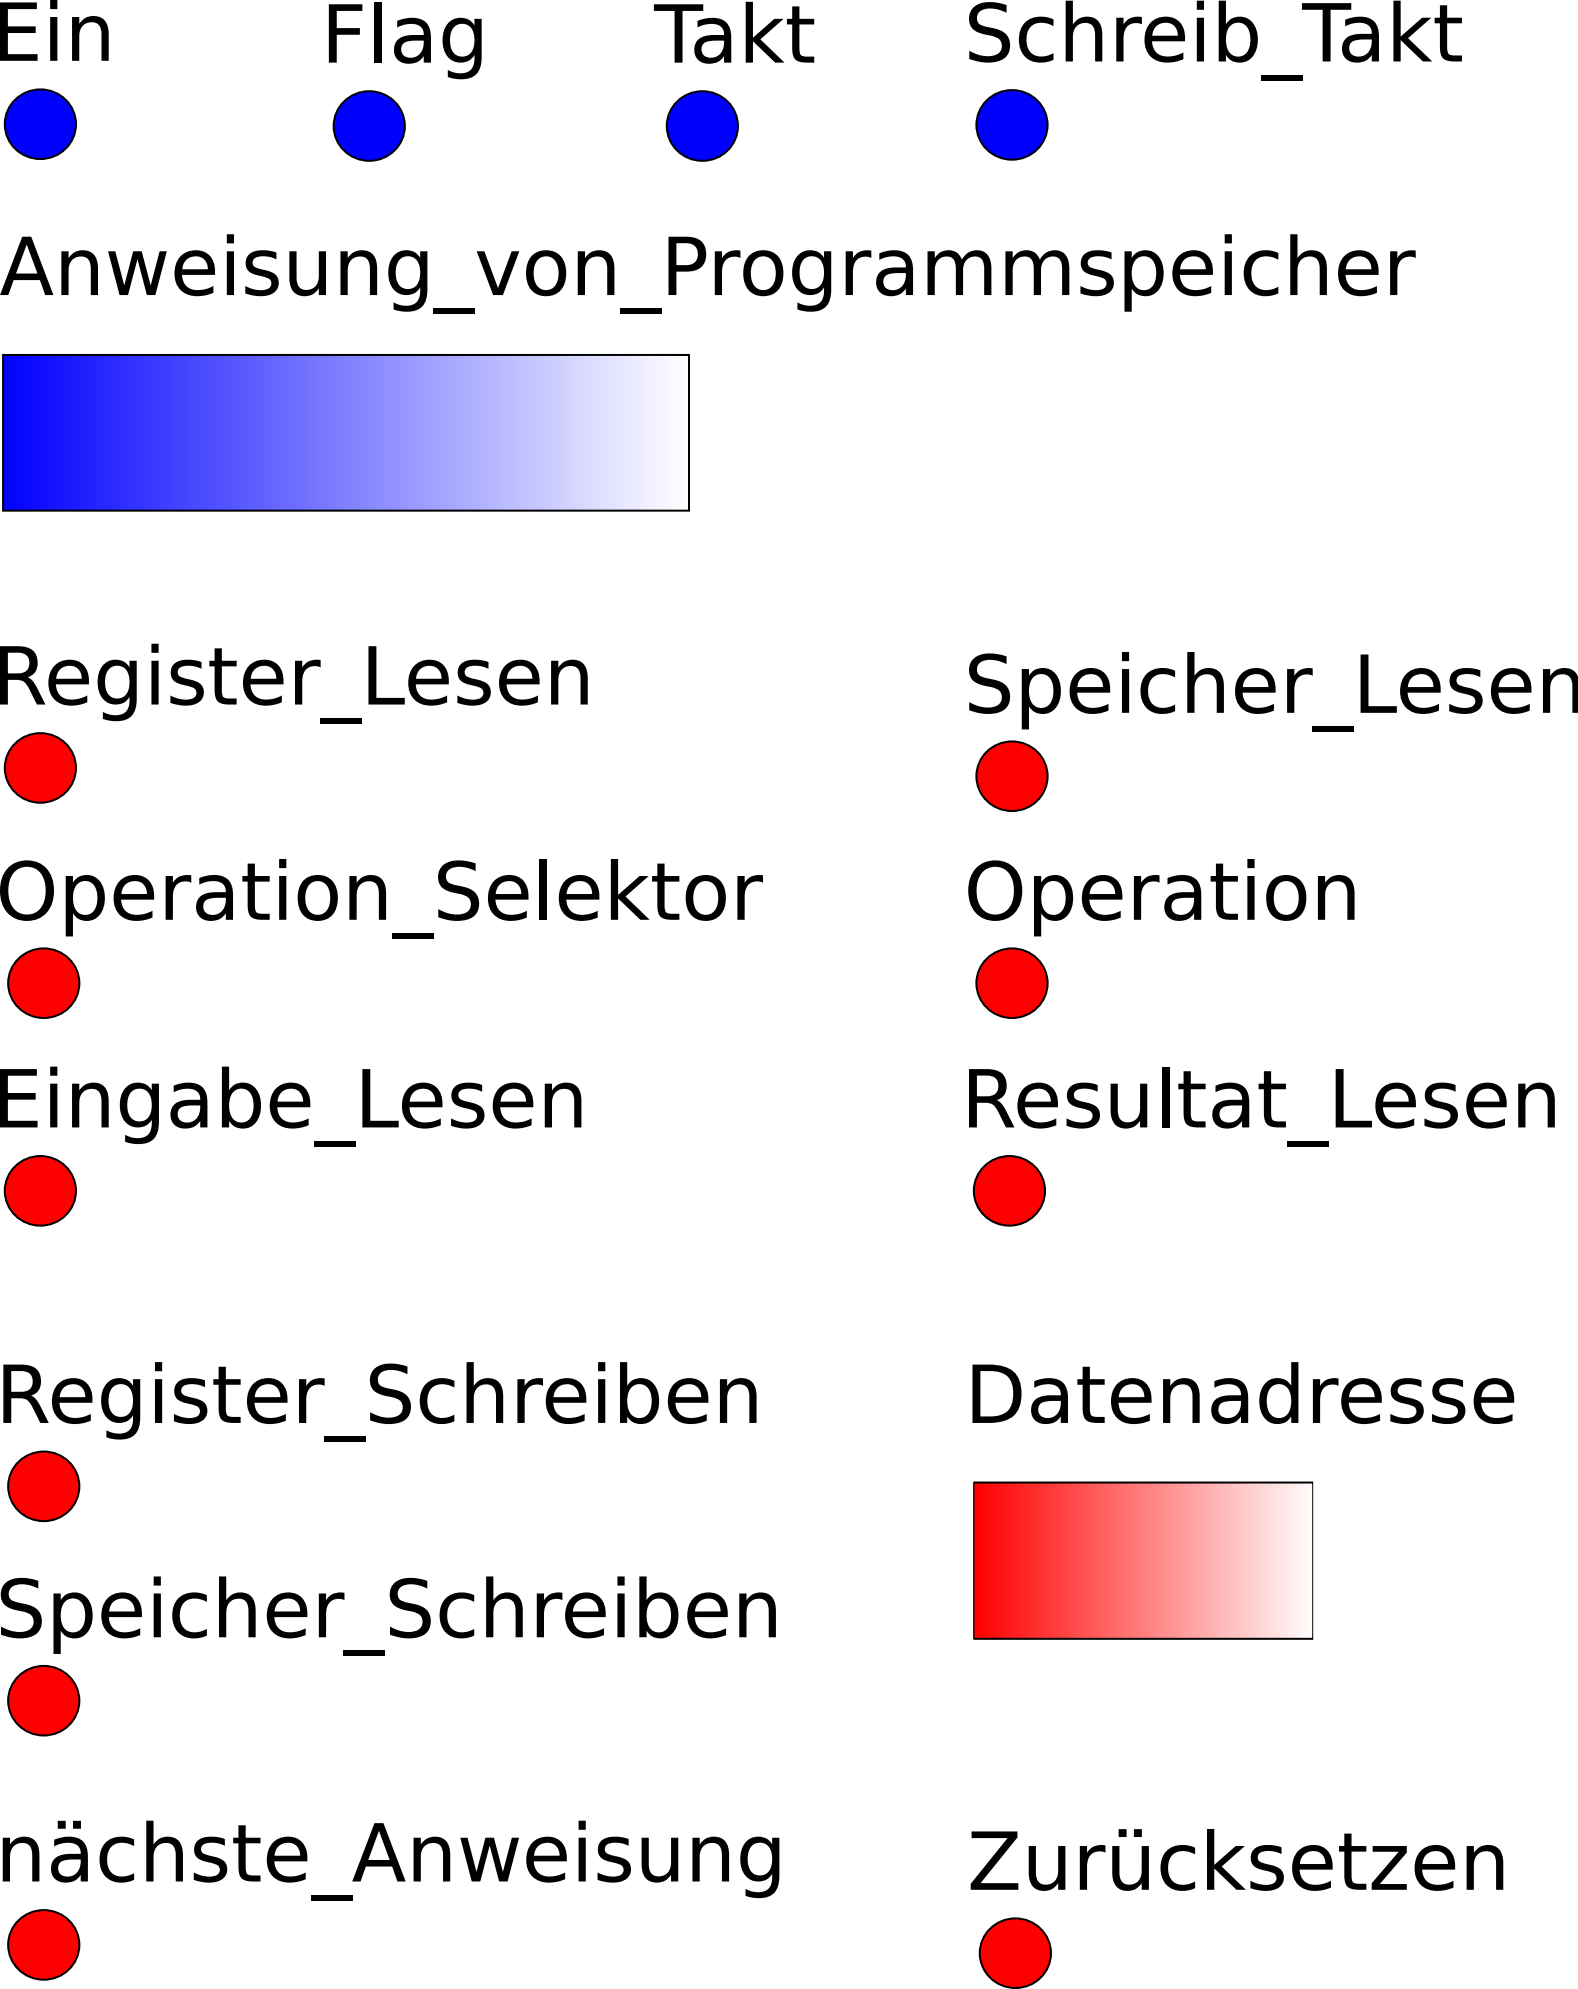 Ein Flag Takt Schreib_Takt
Anweisung_von_Programmspeicher
Register_Lesen Speicher_Lesen
Operation_Selektor Operation
Eingabe_Lesen Resultat_Lesen
Register_Schreiben Datenadresse
Speicher_Schreiben
nächste_Anweisung Zurücksetzen